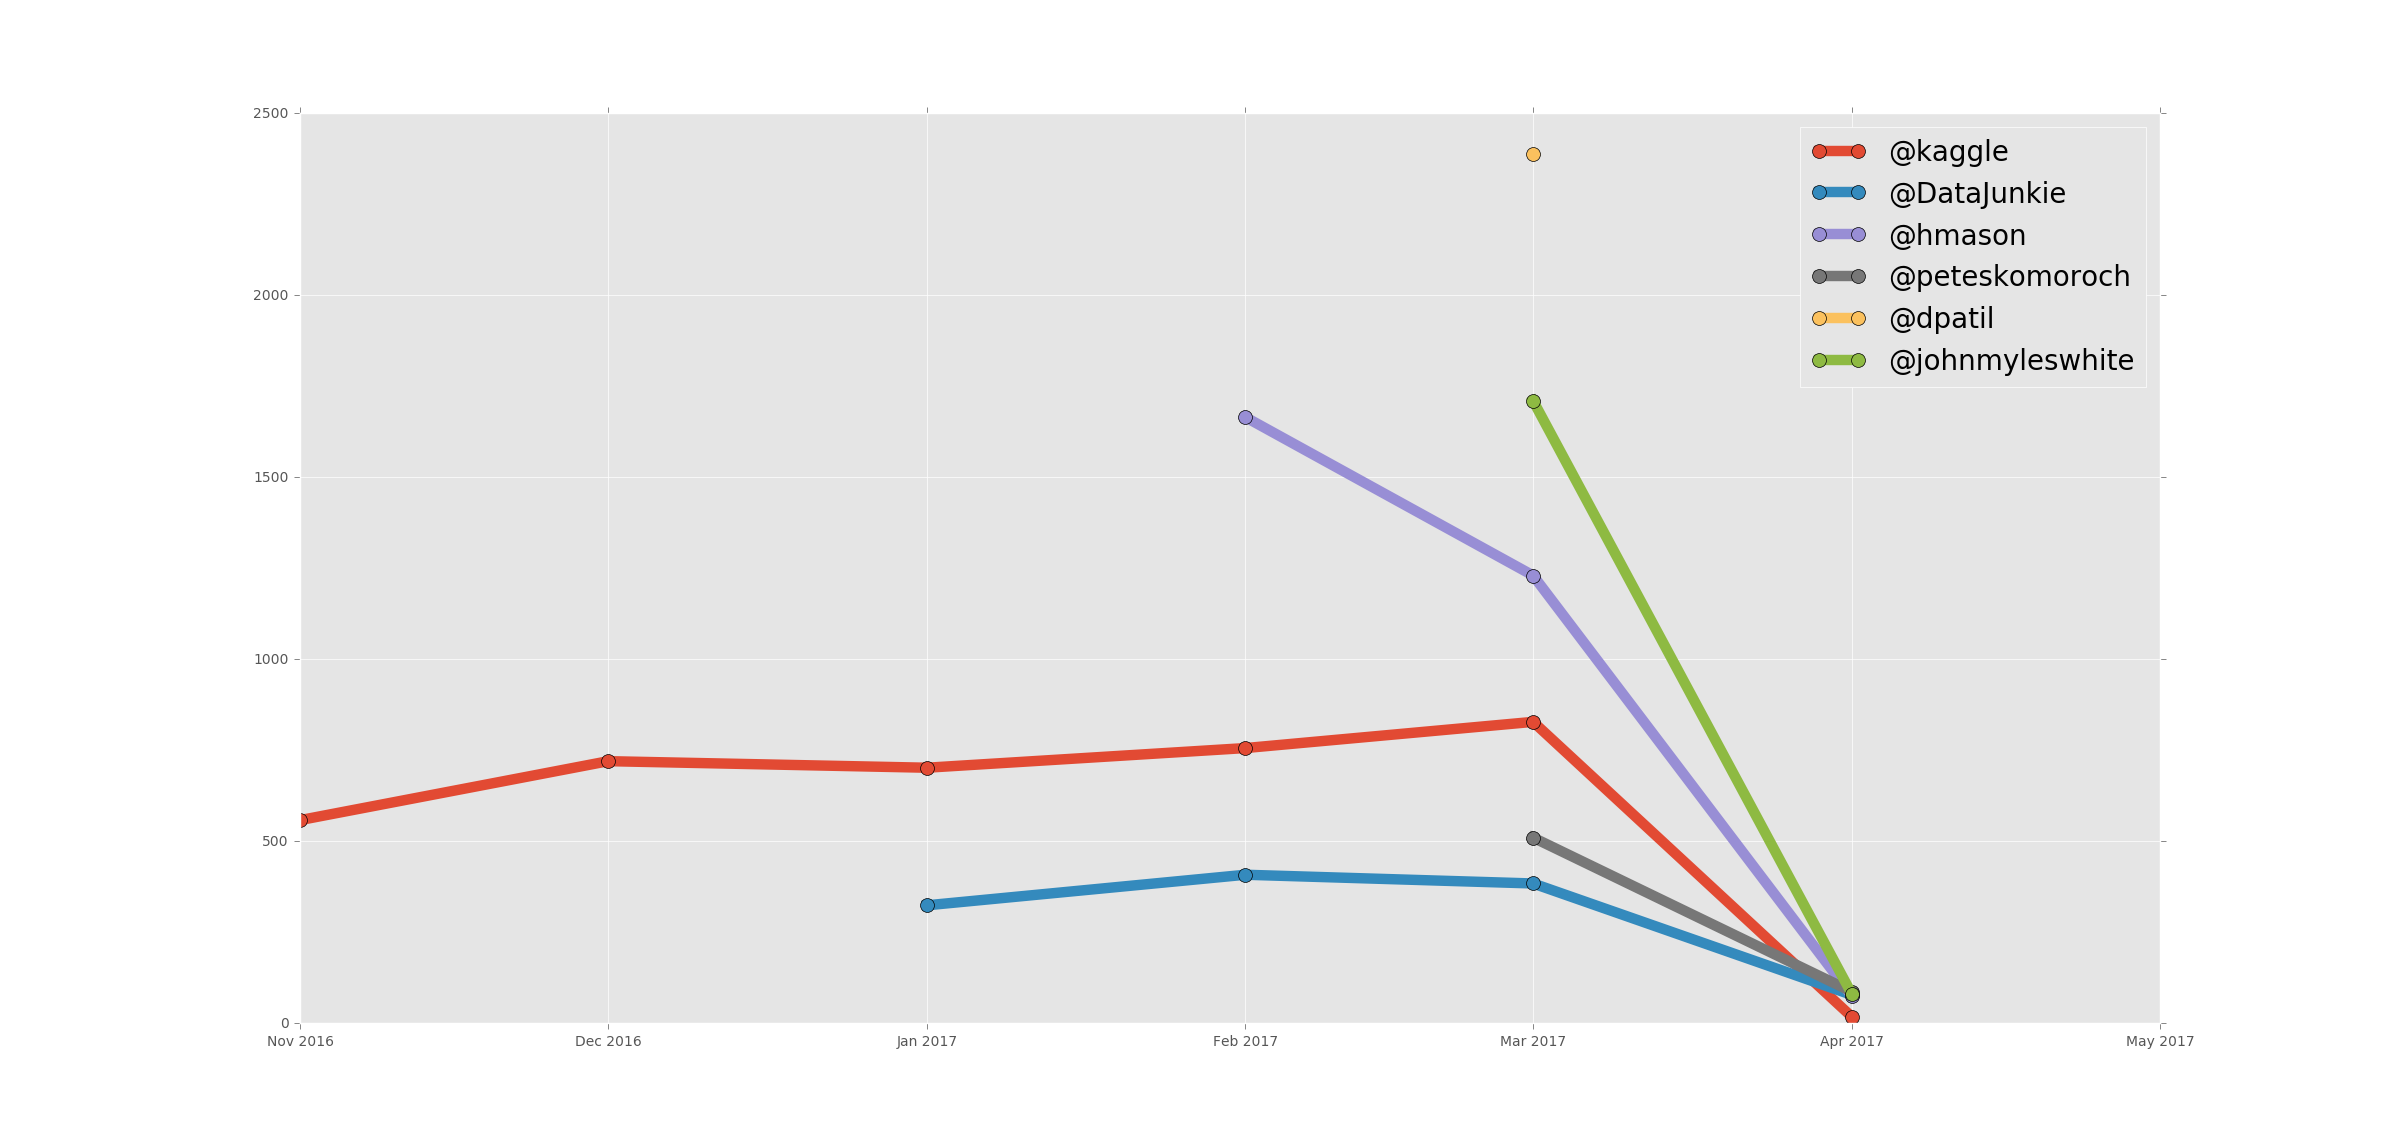 2500
2000
1500
1000
500
0
Nov 2016
Dec 2016
Jan 2017
Feb 2017
Mar 2017
Apr 2017
May 2017
@kaggle
@DataJunkie
@hmason
@peteskomoroch
@dpatil
@johnmyleswhite